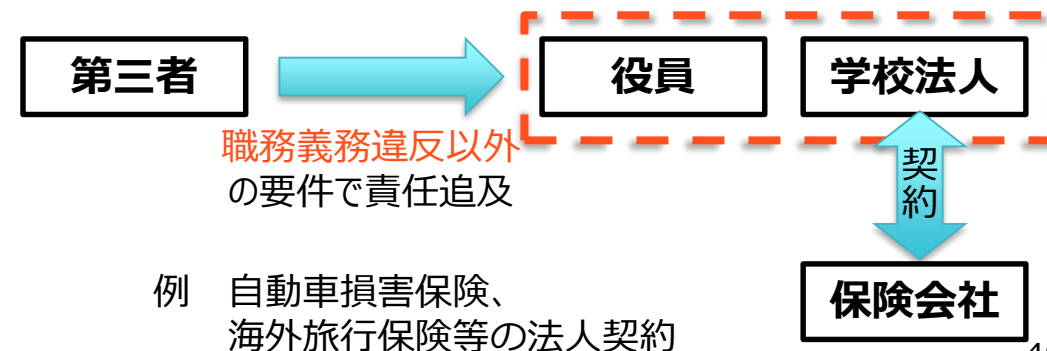 第三者
役員
学校法人
職務義務違反以外
の要件で責任追及
契約
例 自動車損害保険、
海外旅行保険等の法人契約
保険会社